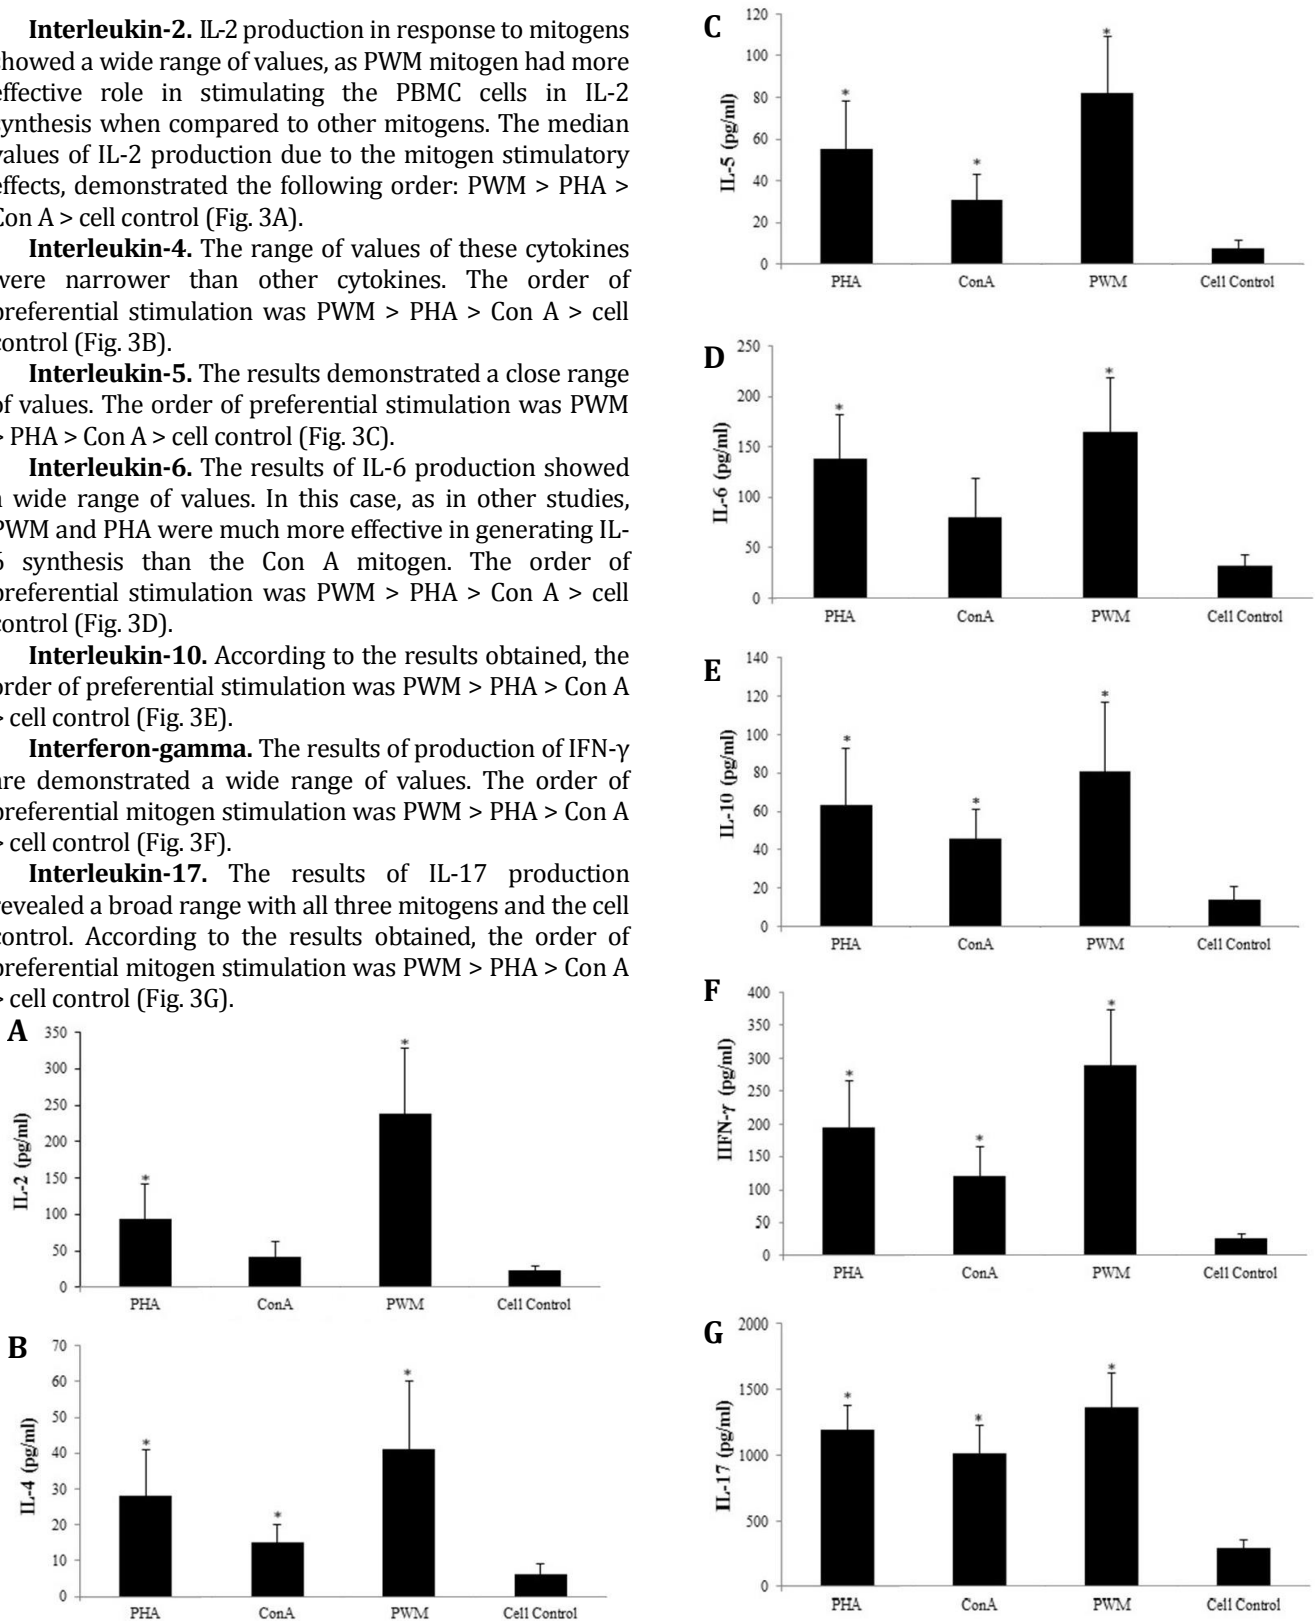 Interleukin-2. IL-2 production in response to mitogens
showed a wide range of values, as PWM mitogen had more
effective role in stimulating the PBMC cells in IL-2
synthesis when compared to other mitogens. The median
values of IL-2 production due to the mitogen stimulatory
effects, demonstrated the following order: PWM > PHA >
Con A > cell control (Fig. 3A).
Interleukin-4. The range of values of these cytokines
were narrower than other cytokines. The order of
preferential stimulation was PWM > PHA > Con A > cell
control (Fig. 3B).
Interleukin-5. The results demonstrated a close range
of values. The order of preferential stimulation was PWM
> PHA > Con A > cell control (Fig. 3C).
Interleukin-6. The results of IL-6 production showed
a wide range of values. In this case, as in other studies,
PWM and PHA were much more effective in generating IL-
6 synthesis than the Con A mitogen. The order of
preferential stimulation was PWM > PHA > Con A > cell
control (Fig. 3D).
Interleukin-10. According to the results obtained, the
order of preferential stimulation was PWM > PHA > Con A
> cell control (Fig. 3E).
Interferon-gamma. The results of production of IFN-γ
are demonstrated a wide range of values. The order of
preferential mitogen stimulation was PWM > PHA > Con A
> cell control (Fig. 3F).
Interleukin-17. The results of IL-17 production
revealed a broad range with all three mitogens and the cell
control. According to the results obtained, the order of
preferential mitogen stimulation was PWM > PHA > Con A
> cell control (Fig. 3G).
A
IL-2 (pg/ml)
350
300
250
200
150
100
50
0
* *
PHA ConA PWM Cell Control
B
IL-4 (pg/ml)
70
60
50
40
30
20
10
0
* * *
PHA ConA PWM Cell Control
C
IL-5 (pg/ml)
120
100
80
60
40
20
0
* * *
PHA ConA PWM Cell Control
D
IL-6 (pg/ml)
250
200
150
100
50
0
* *
PHA ConA PWM Cell Control
E
IL-10 (pg/ml)
140
120
100
80
60
40
20
0
* * *
PHA ConA PWM Cell Control
F
IIFN-γ (pg/ml)
400
350
300
250
200
150
100
50
0
* * *
PHA ConA PWM Cell Control
G
IL-17 (pg/ml)
2000
1500
1000
500
0
* * *
PHA ConA PWM Cell Control